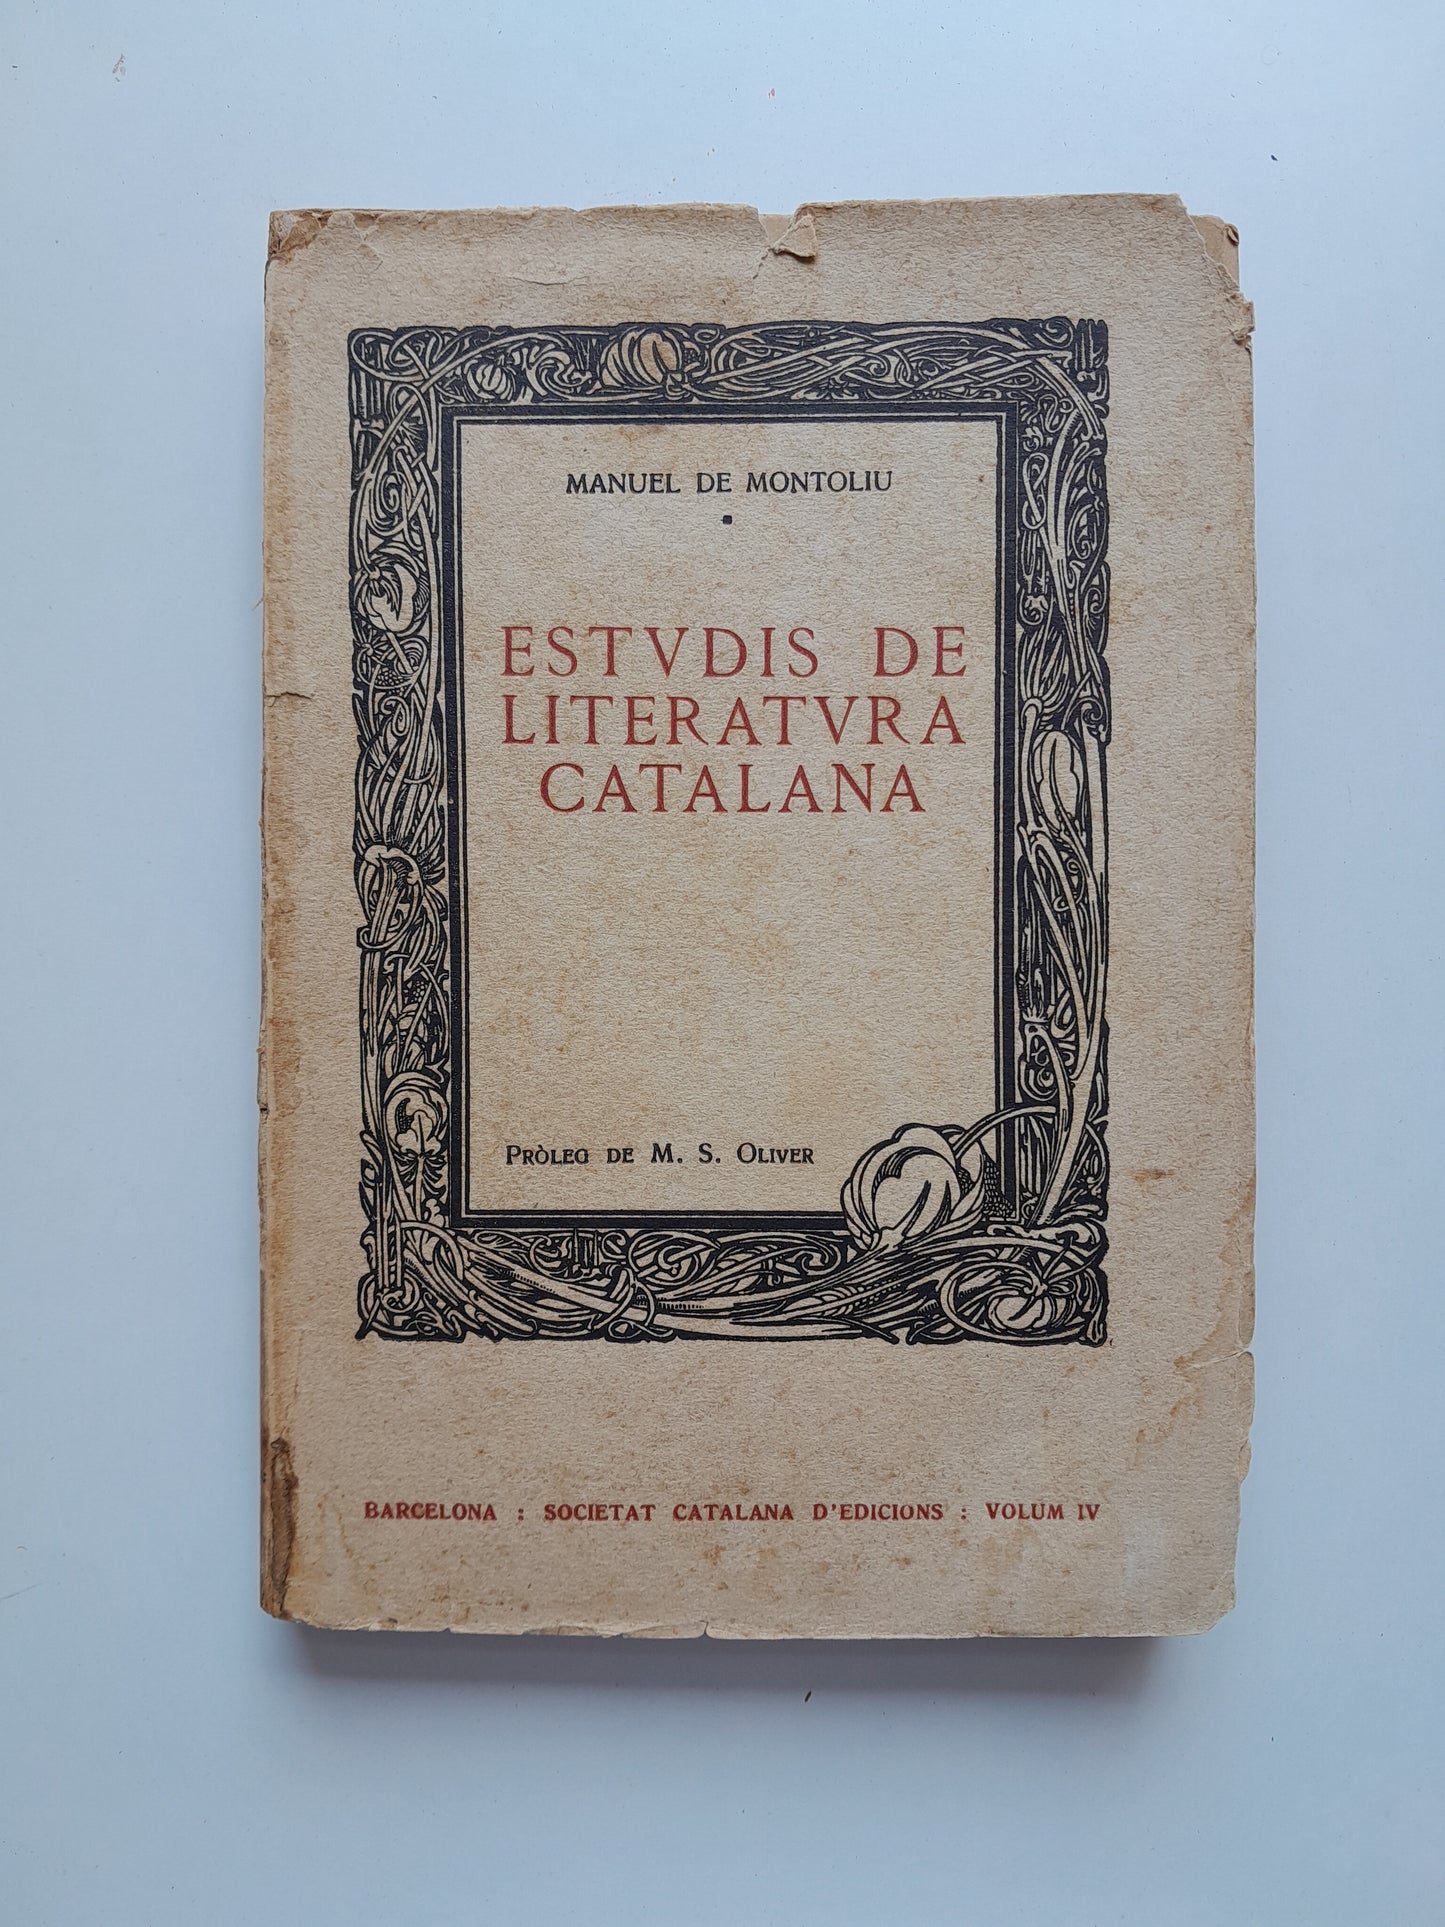 MANUEL DE MONTOLIU
ESTVDIS DE
LITERATVRA
CATALANA
PRÒLEG DE M. S. OLIVER
BARCELONA : SOCIETAT CATALANA D'EDICIONS : VOLUM IV